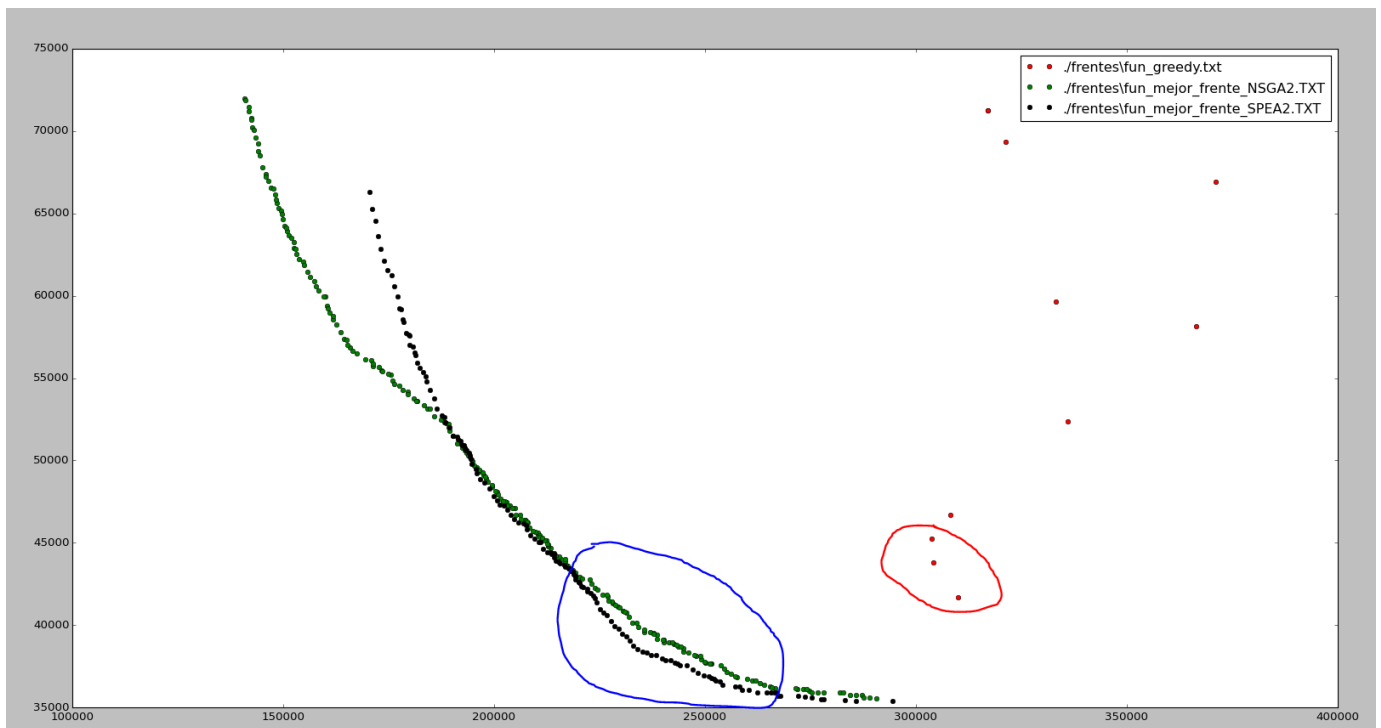 75000
70000
65000
60000
55000
50000
45000
40000
35000
100000 150000 200000 250000 300000 350000 400000
./frentes\fun_greedy.txt
./frentes\fun_mejor_frente_NSGA2.TXT
./frentes\fun_mejor_frente_SPEA2.TXT